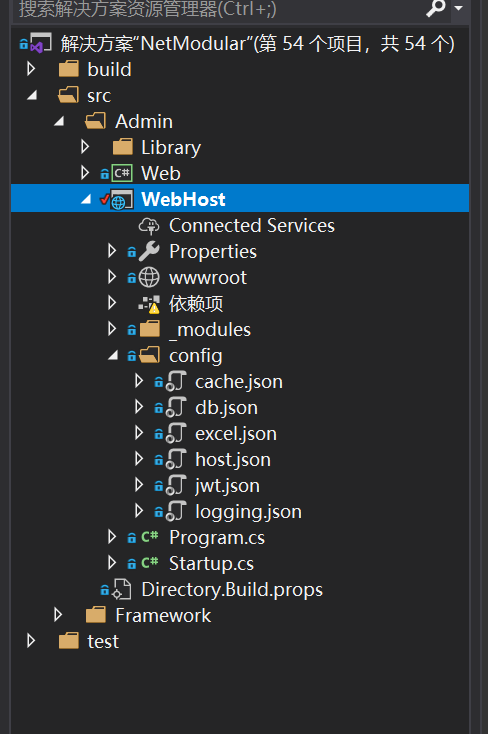 搜索解决方案资源管理器(Ctrl+;)
解决方案“NetModular”(第 54 个项目，共 54 个)
build
src
Admin
Library
C# Web
WebHost
Connected Services
Properties
wwwroot
依赖项
_modules
config
cache.json
db.json
excel.json
host.json
jwt.json
logging.json
C# Program.cs
C# Startup.cs
Directory.Build.props
Framework
test